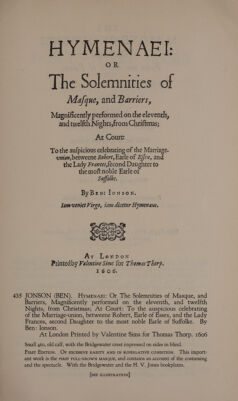 HYMENAEI:
OR
The Solemnities of
Masque, and Barriers,
Magnificently performed on the eleventh,
and twelfth Nights, from Christmas;
At Court:
To the auspicious celebrating of the Marriage-
union, betweene Robert, Earle of Essex, and
the Lady Frances, second Daughter to
the most noble Earle of
Suffolke.
By BEN: IONSON.
Iam veniet Virgo, iam dicetur Hymenæus.
AT LONDON
Printed by Valentine Sims for Thomas Thorp.
1606.
435 JONSON (BEN). HYMENAEI: Or The Solemnities of Masque, and
Barriers, Magnificently performed on the eleventh, and twelfth
Nights, from Christmas; At Court: To the auspicious celebrating
of the Marriage-union, betweene Robert, Earle of Essex, and the Lady
Frances, second Daughter to the most noble Earle of Suffolke. By
Ben: Ionson.
At London Printed by Valentine Sims for Thomas Thorp. 1606
Small 4to, old calf, with the Bridgewater crest impressed on sides in blind.
FIRST EDITION. OF EXCESSIVE RARITY AND IN SUPERLATIVE CONDITION. This import-
ant work is the FIRST FULL-BLOWN MASQUE, and contains an account of the costuming
and the spectacle. With the Bridgewater and the H. V. Jones bookplates.
[SEE ILLUSTRATION]